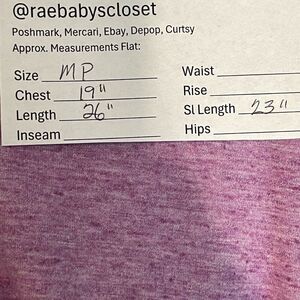 @raebabyscloset
Poshmark, Mercari, Ebay, Depop, Curtsy
Approx. Measurements Flat:
Size MP Waist
Chest 19" Rise
Length 26" Sl Length 23"
Inseam Hips